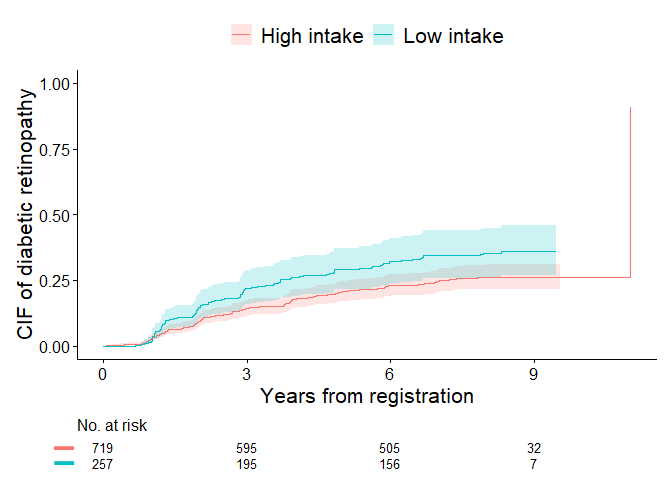 High intake Low intake
CIF of diabetic retinopathy
1.00
0.75
0.50
0.25
0.00
0 3 6 9
Years from registration
No. at risk
719 595 505 32
257 195 156 7